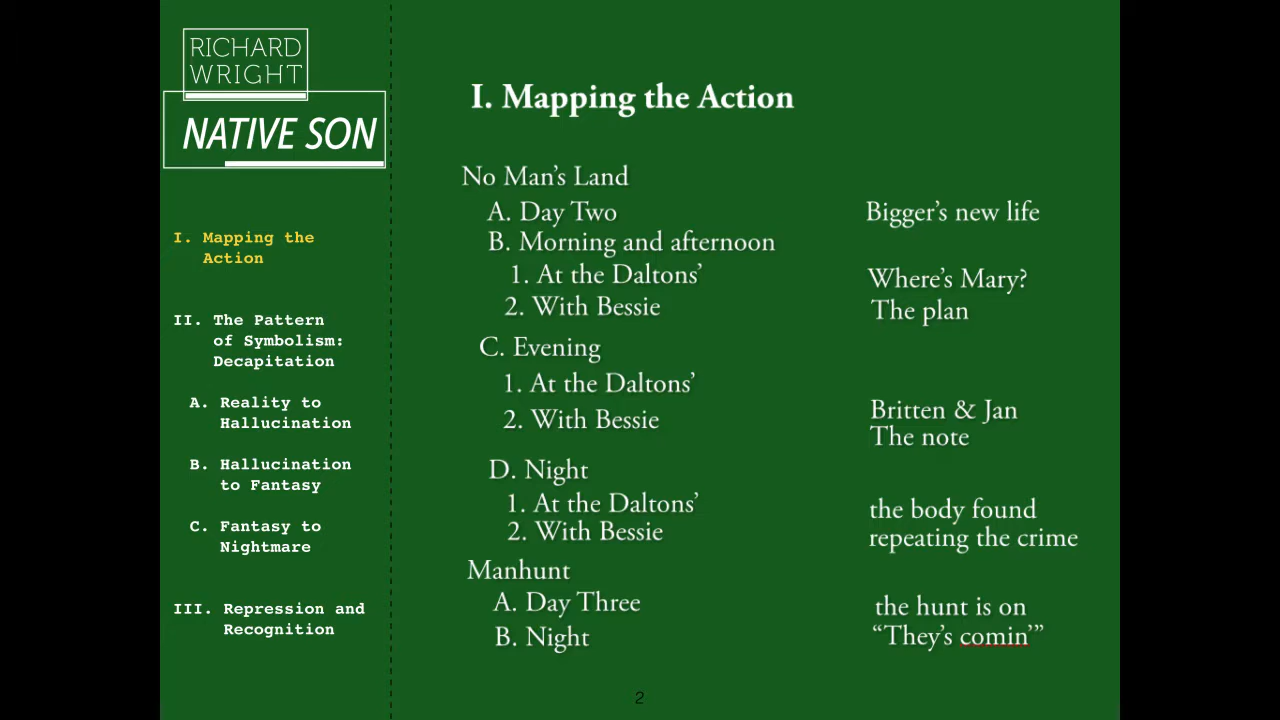 RICHARD
WRIGHT
NATIVE SON
I. Mapping the
Action
II. The Pattern
of Symbolism:
Decapitation
A. Reality to
Hallucination
B. Hallucination
to Fantasy
C. Fantasy to
Nightmare
III. Repression and
Recognition
I. Mapping the Action
No Man’s Land
A. Day Two
B. Morning and afternoon
1. At the Daltons’
2. With Bessie
C. Evening
1. At the Daltons’
2. With Bessie
D. Night
1. At the Daltons’
2. With Bessie
Manhunt
A. Day Three
B. Night
Bigger’s new life
Where’s Mary?
The plan
Britten & Jan
The note
the body found
repeating the crime
the hunt is on
“They’s comin’”
2